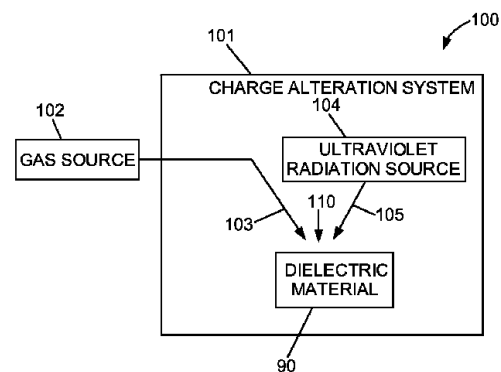 100
101
CHARGE ALTERATION SYSTEM
102
104
GAS SOURCE
ULTRAVIOLET
RADIATION SOURCE
103
110
105
DIELECTRIC
MATERIAL
90